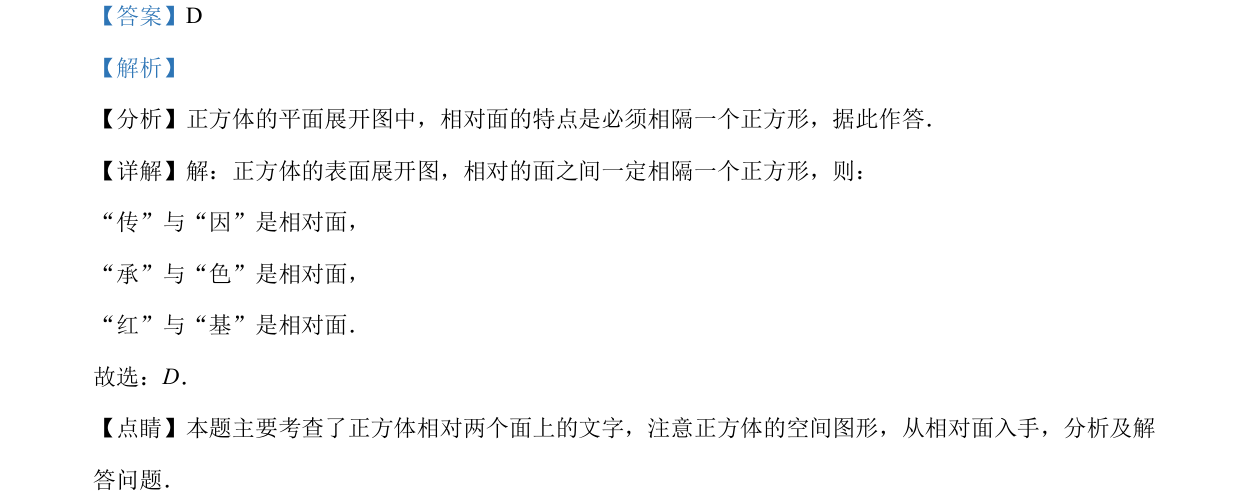 【答案】D
【解析】
【分析】正方体的平面展开图中，相对面的特点是必须相隔一个正方形，据此作答．
【详解】解：正方体的表面展开图，相对的面之间一定相隔一个正方形，则：
“传”与“因”是相对面，
“承”与“色”是相对面，
“红”与“基”是相对面．
故选：D．
【点睛】本题主要考查了正方体相对两个面上的文字，注意正方体的空间图形，从相对面入手，分析及解
答问题．